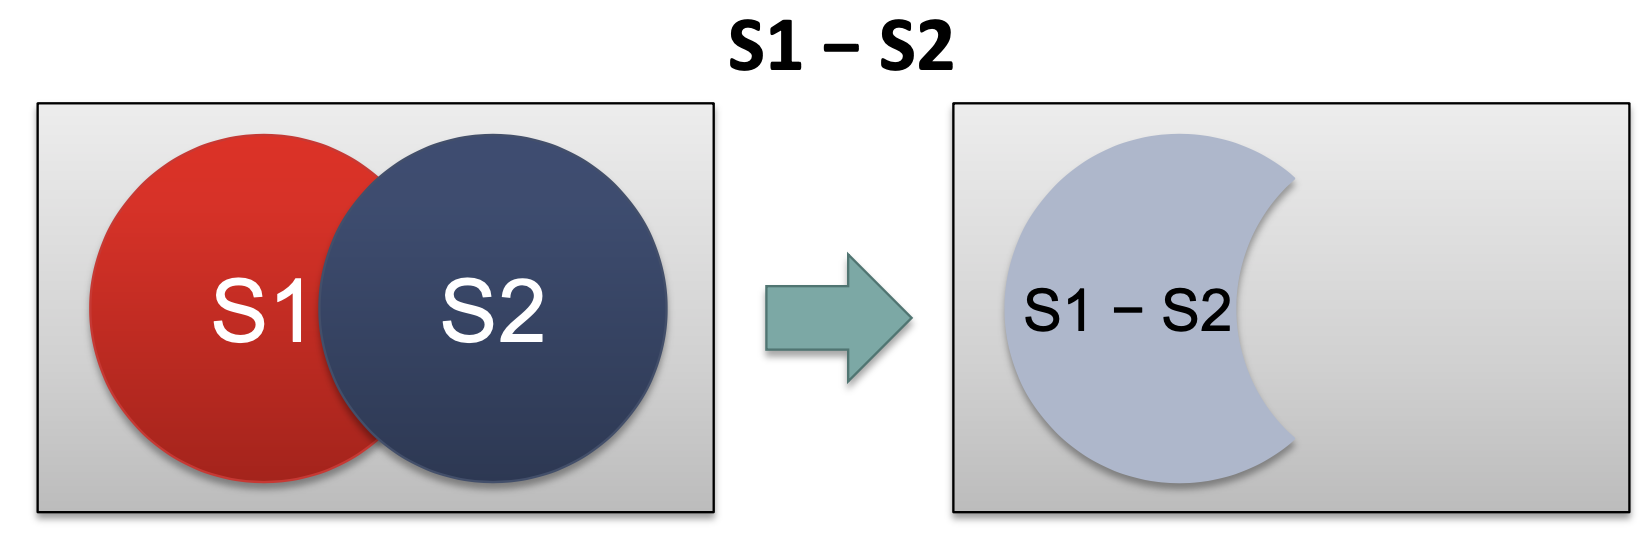 S1 – S2
S1
S2
S1 – S2